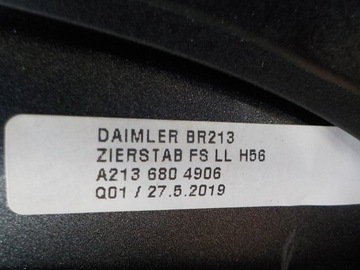 DAIMLER BR213
ZIERSTAB FS LL H56
A213 680 4906
Q01 / 27.5.2019